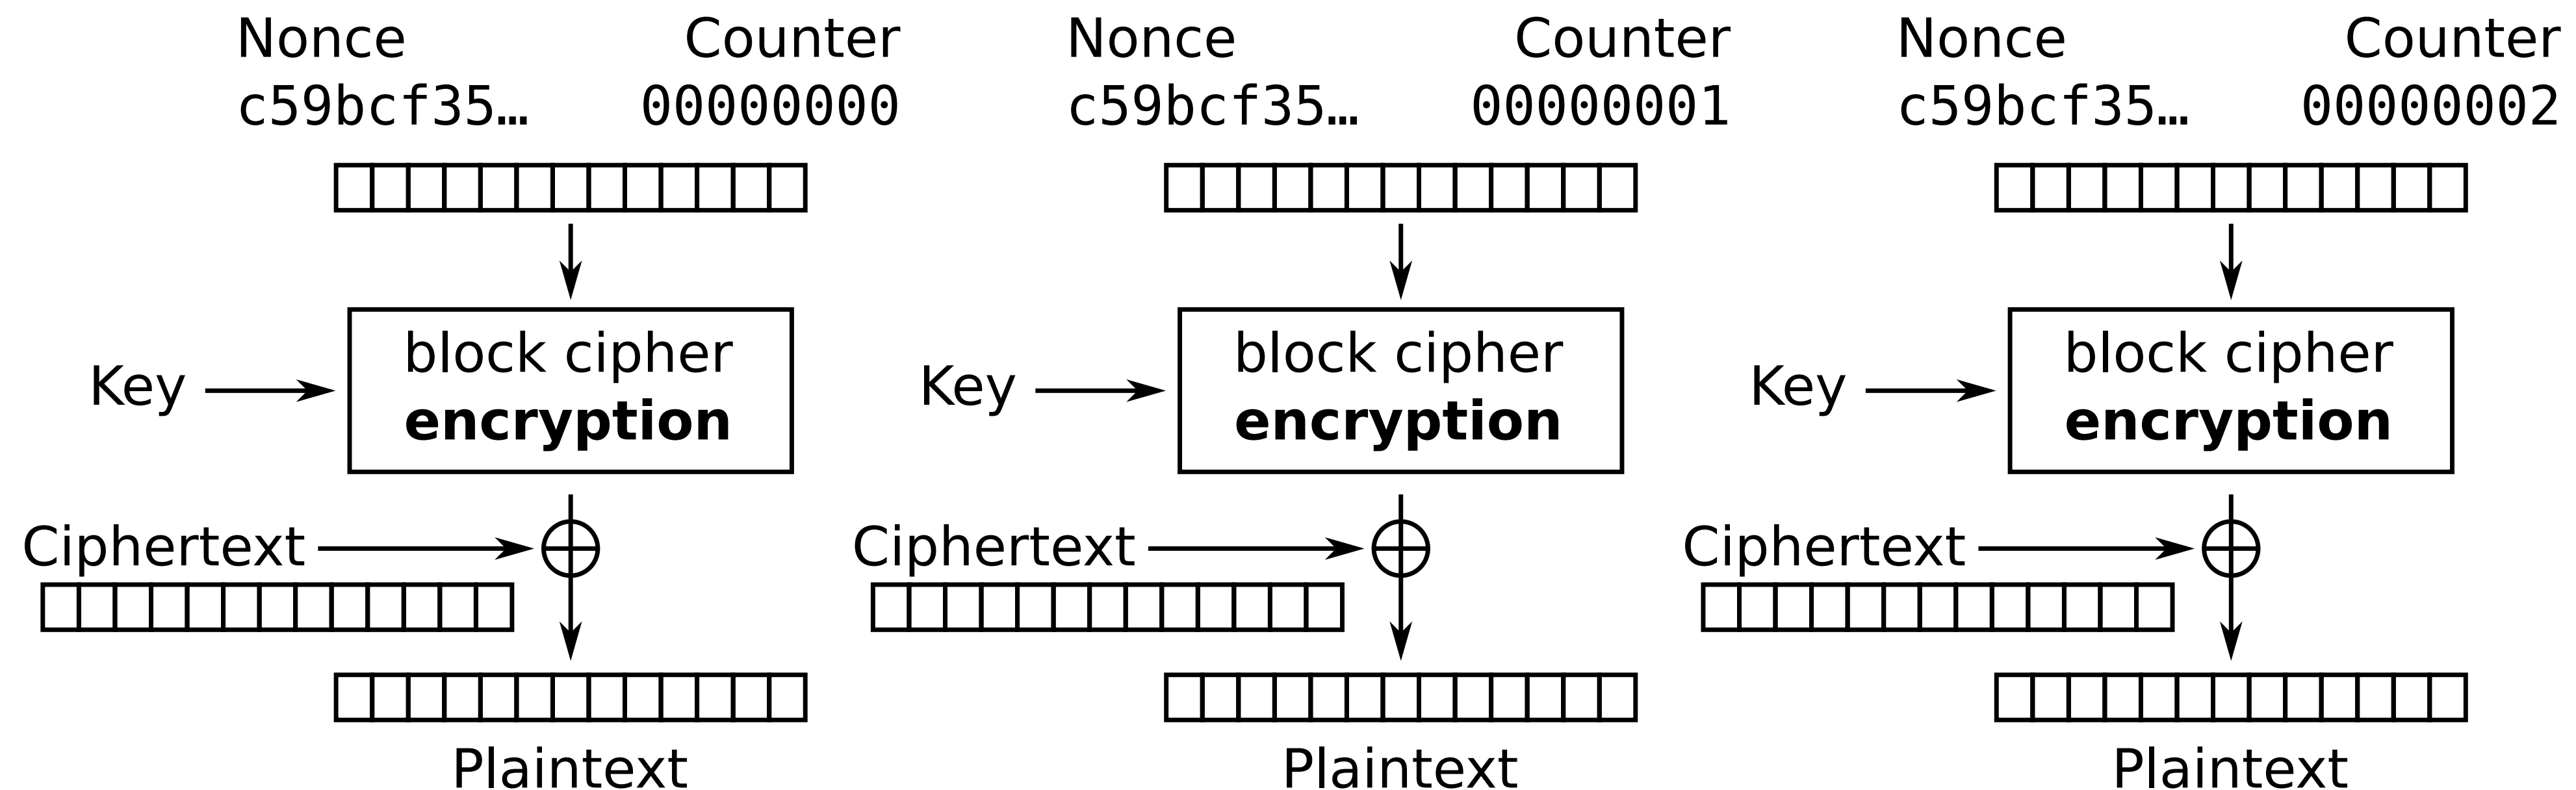 Nonce Counter Nonce Counter Nonce Counter
c59bcf35… 00000000 c59bcf35… 00000001 c59bcf35… 00000002
block cipher block cipher block cipher
Key Key Key
encryption encryption encryption
Ciphertext Ciphertext Ciphertext
Plaintext Plaintext Plaintext